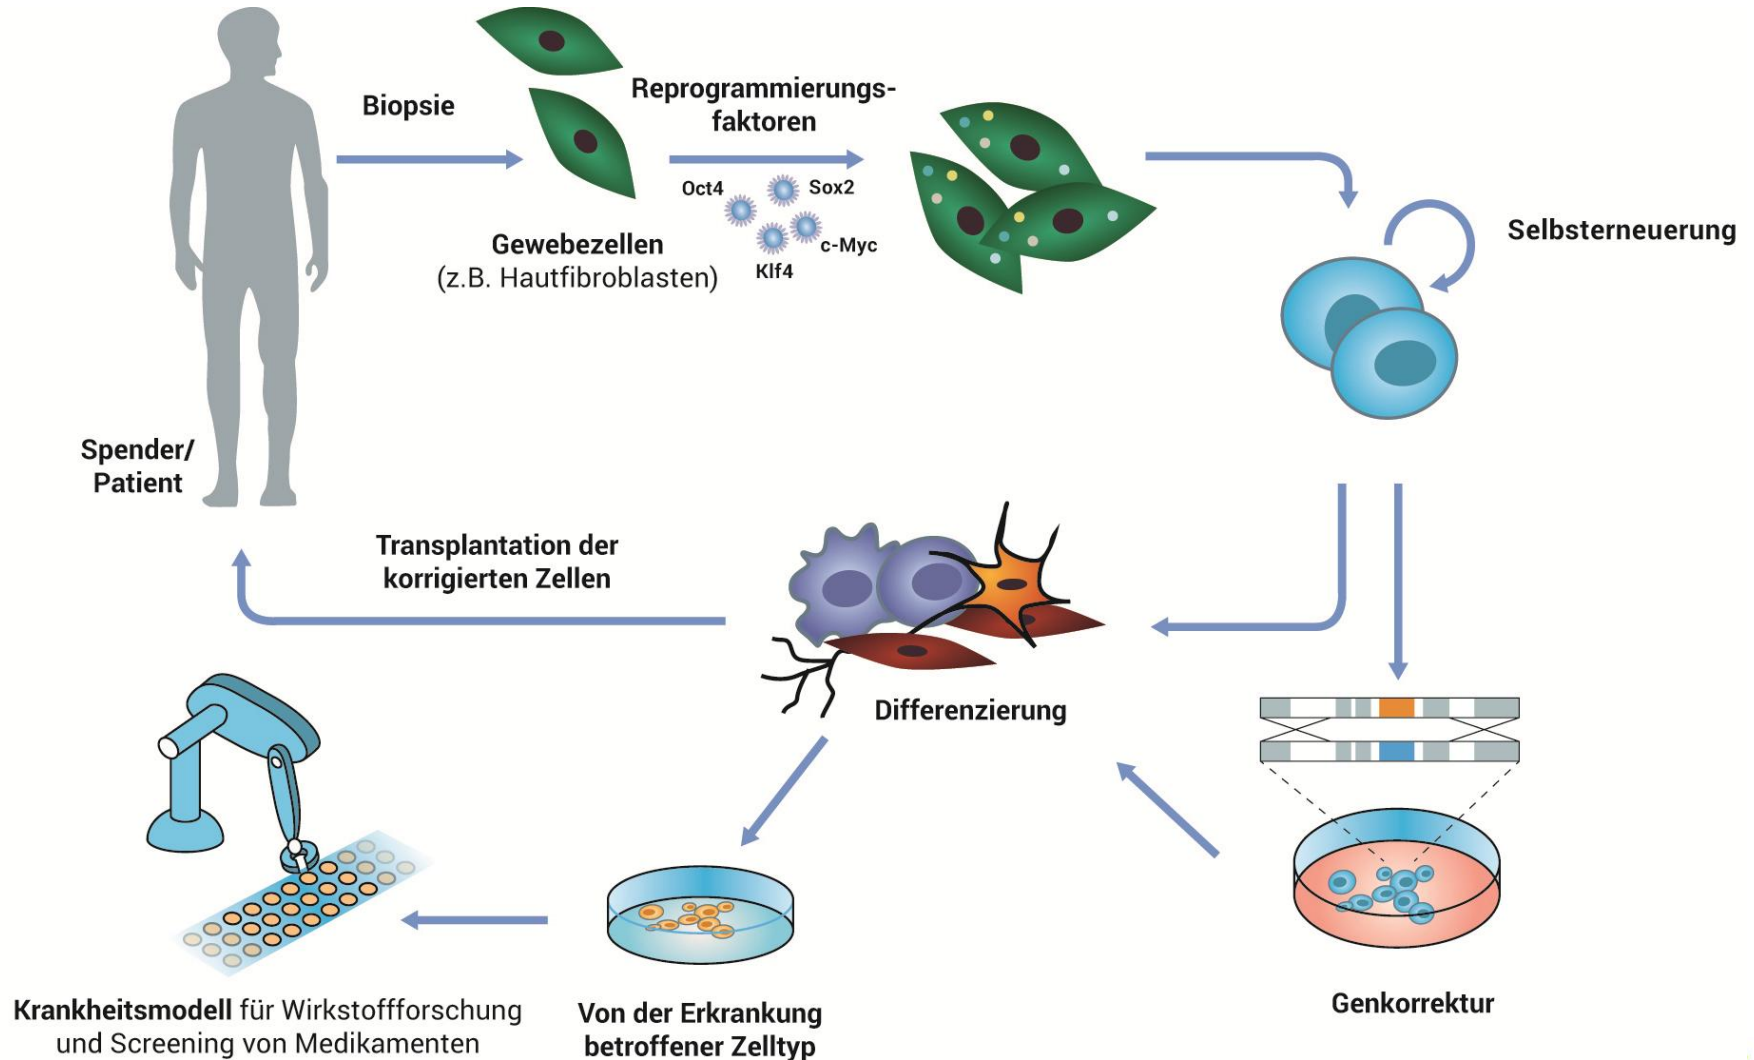 Biopsie
Reprogrammierungs-
faktoren
Oct4
Sox2
c-Myc
Klf4
Gewebezellen
(z.B. Hautfibroblasten)
Selbsterneuerung
Spender/
Patient
Transplantation der
korrigierten Zellen
Differenzierung
Genkorrektur
Von der Erkrankung
betroffener Zelltyp
Krankheitsmodell für Wirkstoffforschung
und Screening von Medikamenten